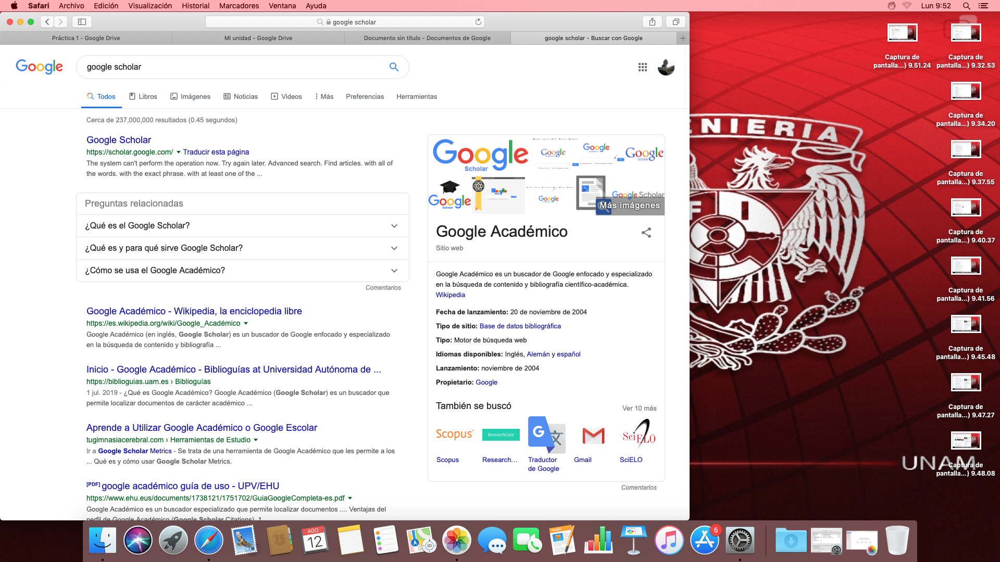 Safari Archivo Edición Visualización Historial Marcadores Ventana Ayuda Lun 9:52
google scholar
Práctica 1 - Google Drive Mi unidad - Google Drive Documento sin título - Documentos de Google google scholar - Buscar con Google
Google google scholar
Todos Libros Imágenes Noticias Videos Más Preferencias Herramientas
Cerca de 237,000,000 resultados (0.45 segundos)
Google Scholar
https://scholar.google.com/ Traducir esta página
The system can't perform the operation now. Try again later. Advanced search. Find articles. with all of
the words. with the exact phrase. with at least one of the ...
Preguntas relacionadas
¿Qué es el Google Scholar?
¿Qué es y para qué sirve Google Scholar?
¿Cómo se usa el Google Académico?
Comentarios
Google Académico - Wikipedia, la enciclopedia libre
https://es.wikipedia.org/wiki/Google_Académico
Google Académico (en inglés, Google Scholar) es un buscador de Google enfocado y especializado
en la búsqueda de contenido y bibliografía ...
Inicio - Google Académico - Biblioguías at Universidad Autónoma de ...
https://biblioguias.uam.es › Biblioguías
1 jul. 2019 - ¿Qué es Google Académico? Google Académico (Google Scholar) es un buscador que
permite localizar documentos de carácter académico ...
Aprende a Utilizar Google Académico o Google Escolar
tugimnasiacerebral.com › Herramientas de Estudio
Ir a Google Scholar Metrics - Se trata de una herramienta de Google Académico que les permite a los
... Qué es y cómo usar Google Scholar Metrics.
[PDF] google académico guía de uso - UPV/EHU
https://www.ehu.eus/documents/1738121/1751702/GuiaGoogleCompleta-es.pdf
Google Académico es un buscador especializado que permite localizar documentos .... Ventajas del
perfil de Google Académico (Google Scholar Citations). 1
Google Scholar
Google
Google
Google scholar
Google Scholar
Google
Google Scholar
Más imágenes
Google Académico
Sitio web
Google Académico es un buscador de Google enfocado y especializado
en la búsqueda de contenido y bibliografía científico-académica.
Wikipedia
Fecha de lanzamiento: 20 de noviembre de 2004
Tipo de sitio: Base de datos bibliográfica
Tipo: Motor de búsqueda web
Idiomas disponibles: Inglés, Alemán y español
Lanzamiento: noviembre de 2004
Propietario: Google
También se buscó Ver 10 más
Scopus ResearchGate G SciELO
Scopus Research... Traductor de Google Gmail SciELO
Comentarios
Captura de
pantalla...) 9.51.24
Captura de
pantalla...) 9.32.53
Captura de
pantalla...) 9.34.20
Captura de
pantalla...) 9.37.55
Captura de
pantalla...) 9.40.37
Captura de
pantalla...) 9.41.56
Captura de
pantalla...) 9.45.48
Captura de
pantalla...) 9.47.27
Captura de
pantalla...) 9.48.08
NIERIA
F
UNAM
AGO
12
3D
PAGES
5